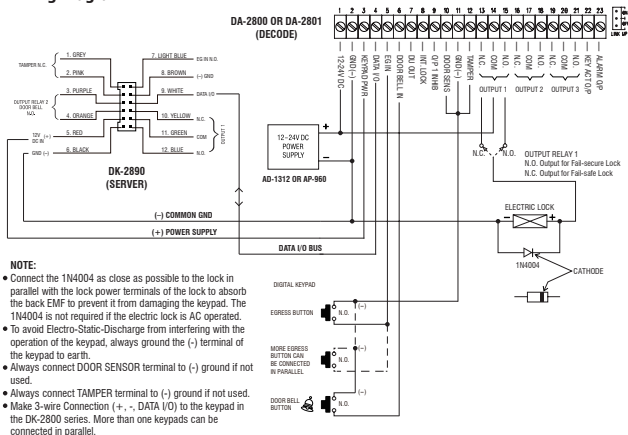 DA-2800 OR DA-2801
(DECODE)
1 2 3 4 5 6 7 8 9 10 11 12 13 14 15 16 17 18 19 20 21 22 23
ON
UP
LINK
12-24V DC
GND(-)
KEYPAD PWR
DATA I/O
EG IN
DOOR BELL IN
DU OUT
INT. LOCK
O/P 1 INHIB
DOOR SENS
GND(-)
TAMPER
N.C.
COM
N.O.
N.C.
COM
N.O.
N.C.
COM
N.O.
KEY ACT O/P
ALARM O/P
OUTPUT 1
OUTPUT 2
OUTPUT 3
TAMPER N.C.
1. GREY
2. PINK
OUTPUT RELAY 2
DOOR BELL
N.O.
3. PURPLE
4. ORANGE
12V (+)
DC IN
5. RED
GND (-)
6. BLACK
7. LIGHT BLUE
EG IN N.O.
8. BROWN
(-) GND
9. WHITE
DATA I/O
10. YELLOW
N.C.
11. GREEN
COM
12. BLUE
N.O.
OUTPUT 1
DK-2890
(SERVER)
12-24V DC
POWER
SUPPLY
+
-
AD-1312 OR AP-960
N.C.
N.O.
OUTPUT RELAY 1
N.O. Output for Fail-secure Lock
N.C. Output for Fail-safe Lock
ELECTRIC LOCK
-
+
1N4004
CATHODE
(-) COMMON GND
(+) POWER SUPPLY
DATA I/O BUS
NOTE:
• Connect the 1N4004 as close as possible to the lock in
parallel with the lock power terminals of the lock to absorb
the back EMF to prevent it from damaging the keypad. The
1N4004 is not required if the electric lock is AC operated.
• To avoid Electro-Static-Discharge from interfering with the
operation of the keypad, always ground the (-) terminal of
the keypad to earth.
• Always connect DOOR SENSOR terminal to (-) ground if not
used.
• Always connect TAMPER terminal to (-) ground if not used.
• Make 3-wire Connection (+, -, DATA I/O) to the keypad in
the DK-2800 series. More than one keypads can be
connected in parallel.
DIGITAL KEYPAD
EGRESS BUTTON
N.O.
(-)
MORE EGRESS
BUTTON CAN
BE CONNECTED
IN PARALLEL
N.O.
(-)
DOOR BELL
BUTTON
N.O.
(-)